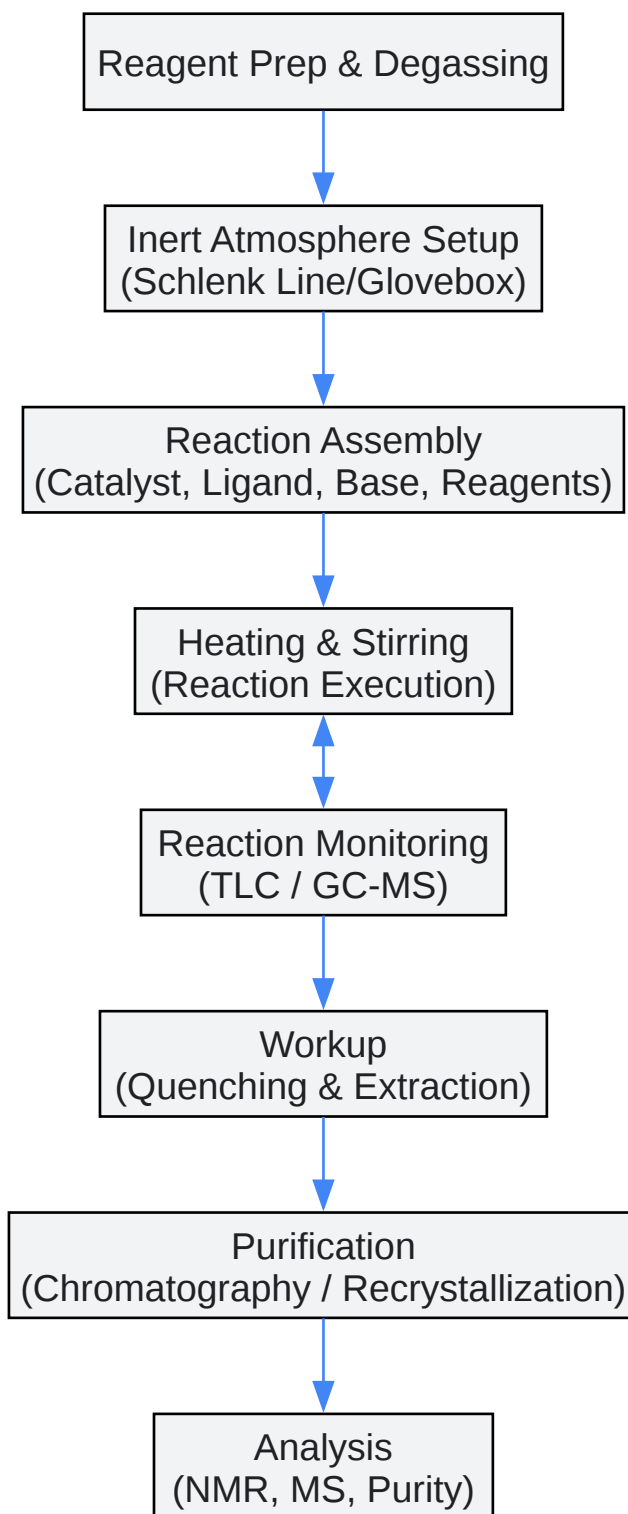 Reagent Prep & Degassing
Inert Atmosphere Setup
(Schlenk Line/Glovebox)
Reaction Assembly
(Catalyst, Ligand, Base, Reagents)
Heating & Stirring
(Reaction Execution)
Reaction Monitoring
(TLC / GC-MS)
Workup
(Quenching & Extraction)
Purification
(Chromatography / Recrystallization)
Analysis
(NMR, MS, Purity)